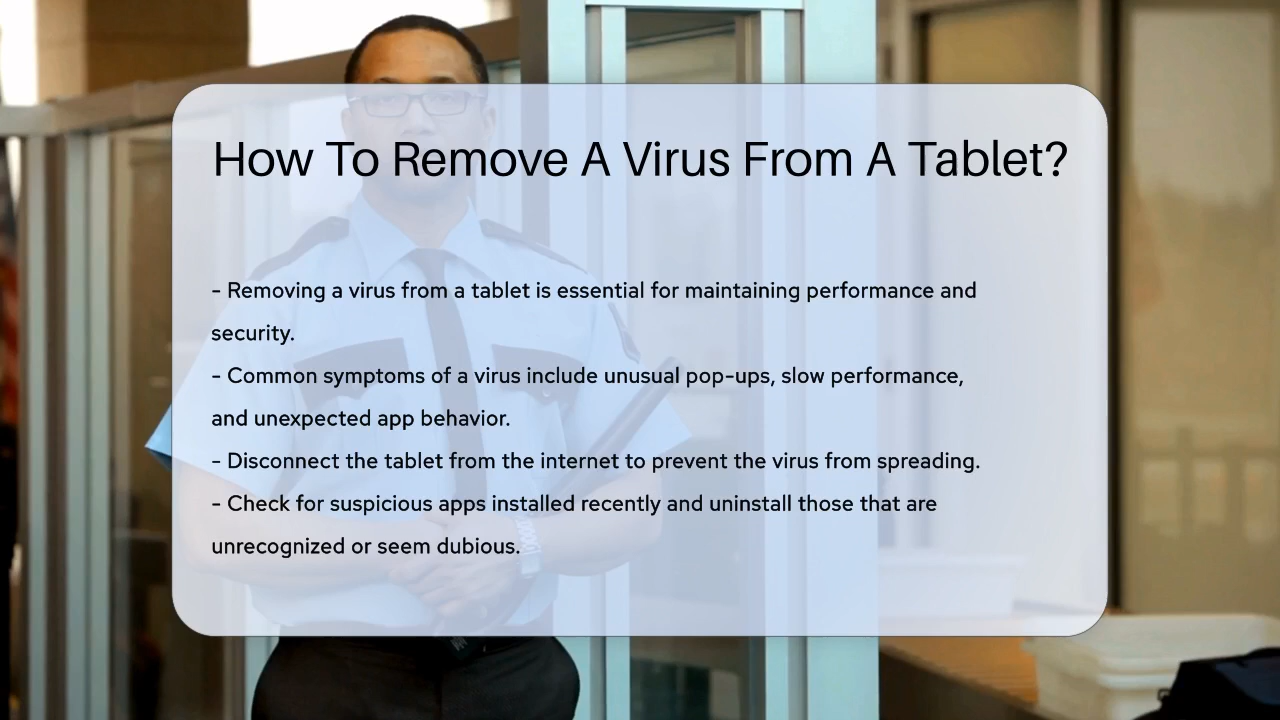 How To Remove A Virus From A Tablet?
- Removing a virus from a tablet is essential for maintaining performance and
security.
- Common symptoms of a virus include unusual pop-ups, slow performance,
and unexpected app behavior.
- Disconnect the tablet from the internet to prevent the virus from spreading.
- Check for suspicious apps installed recently and uninstall those that are
unrecognized or seem dubious.